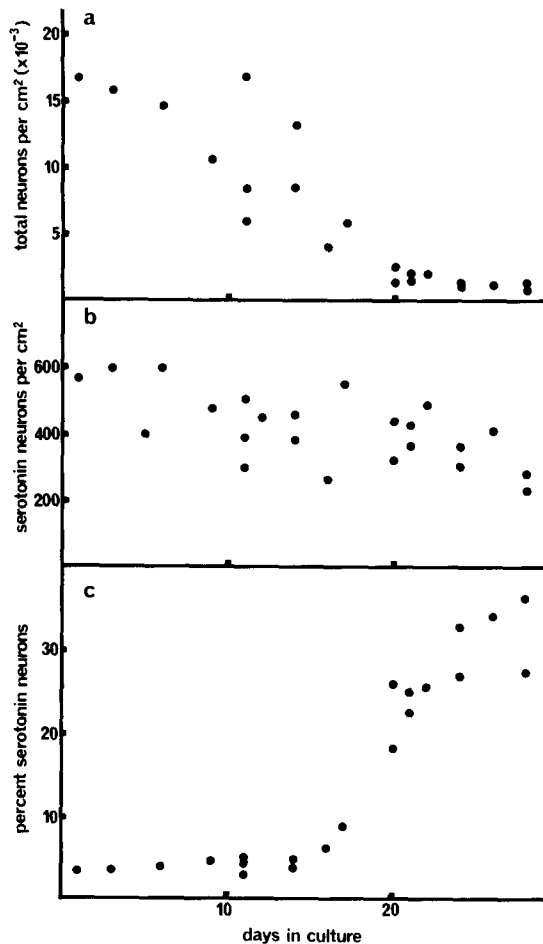 a
total neurons per cm² (x10⁻³)
20
15
10
5
b
serotonin neurons per cm²
600
400
200
c
percent serotonin neurons
30
20
10
10
20
days in culture